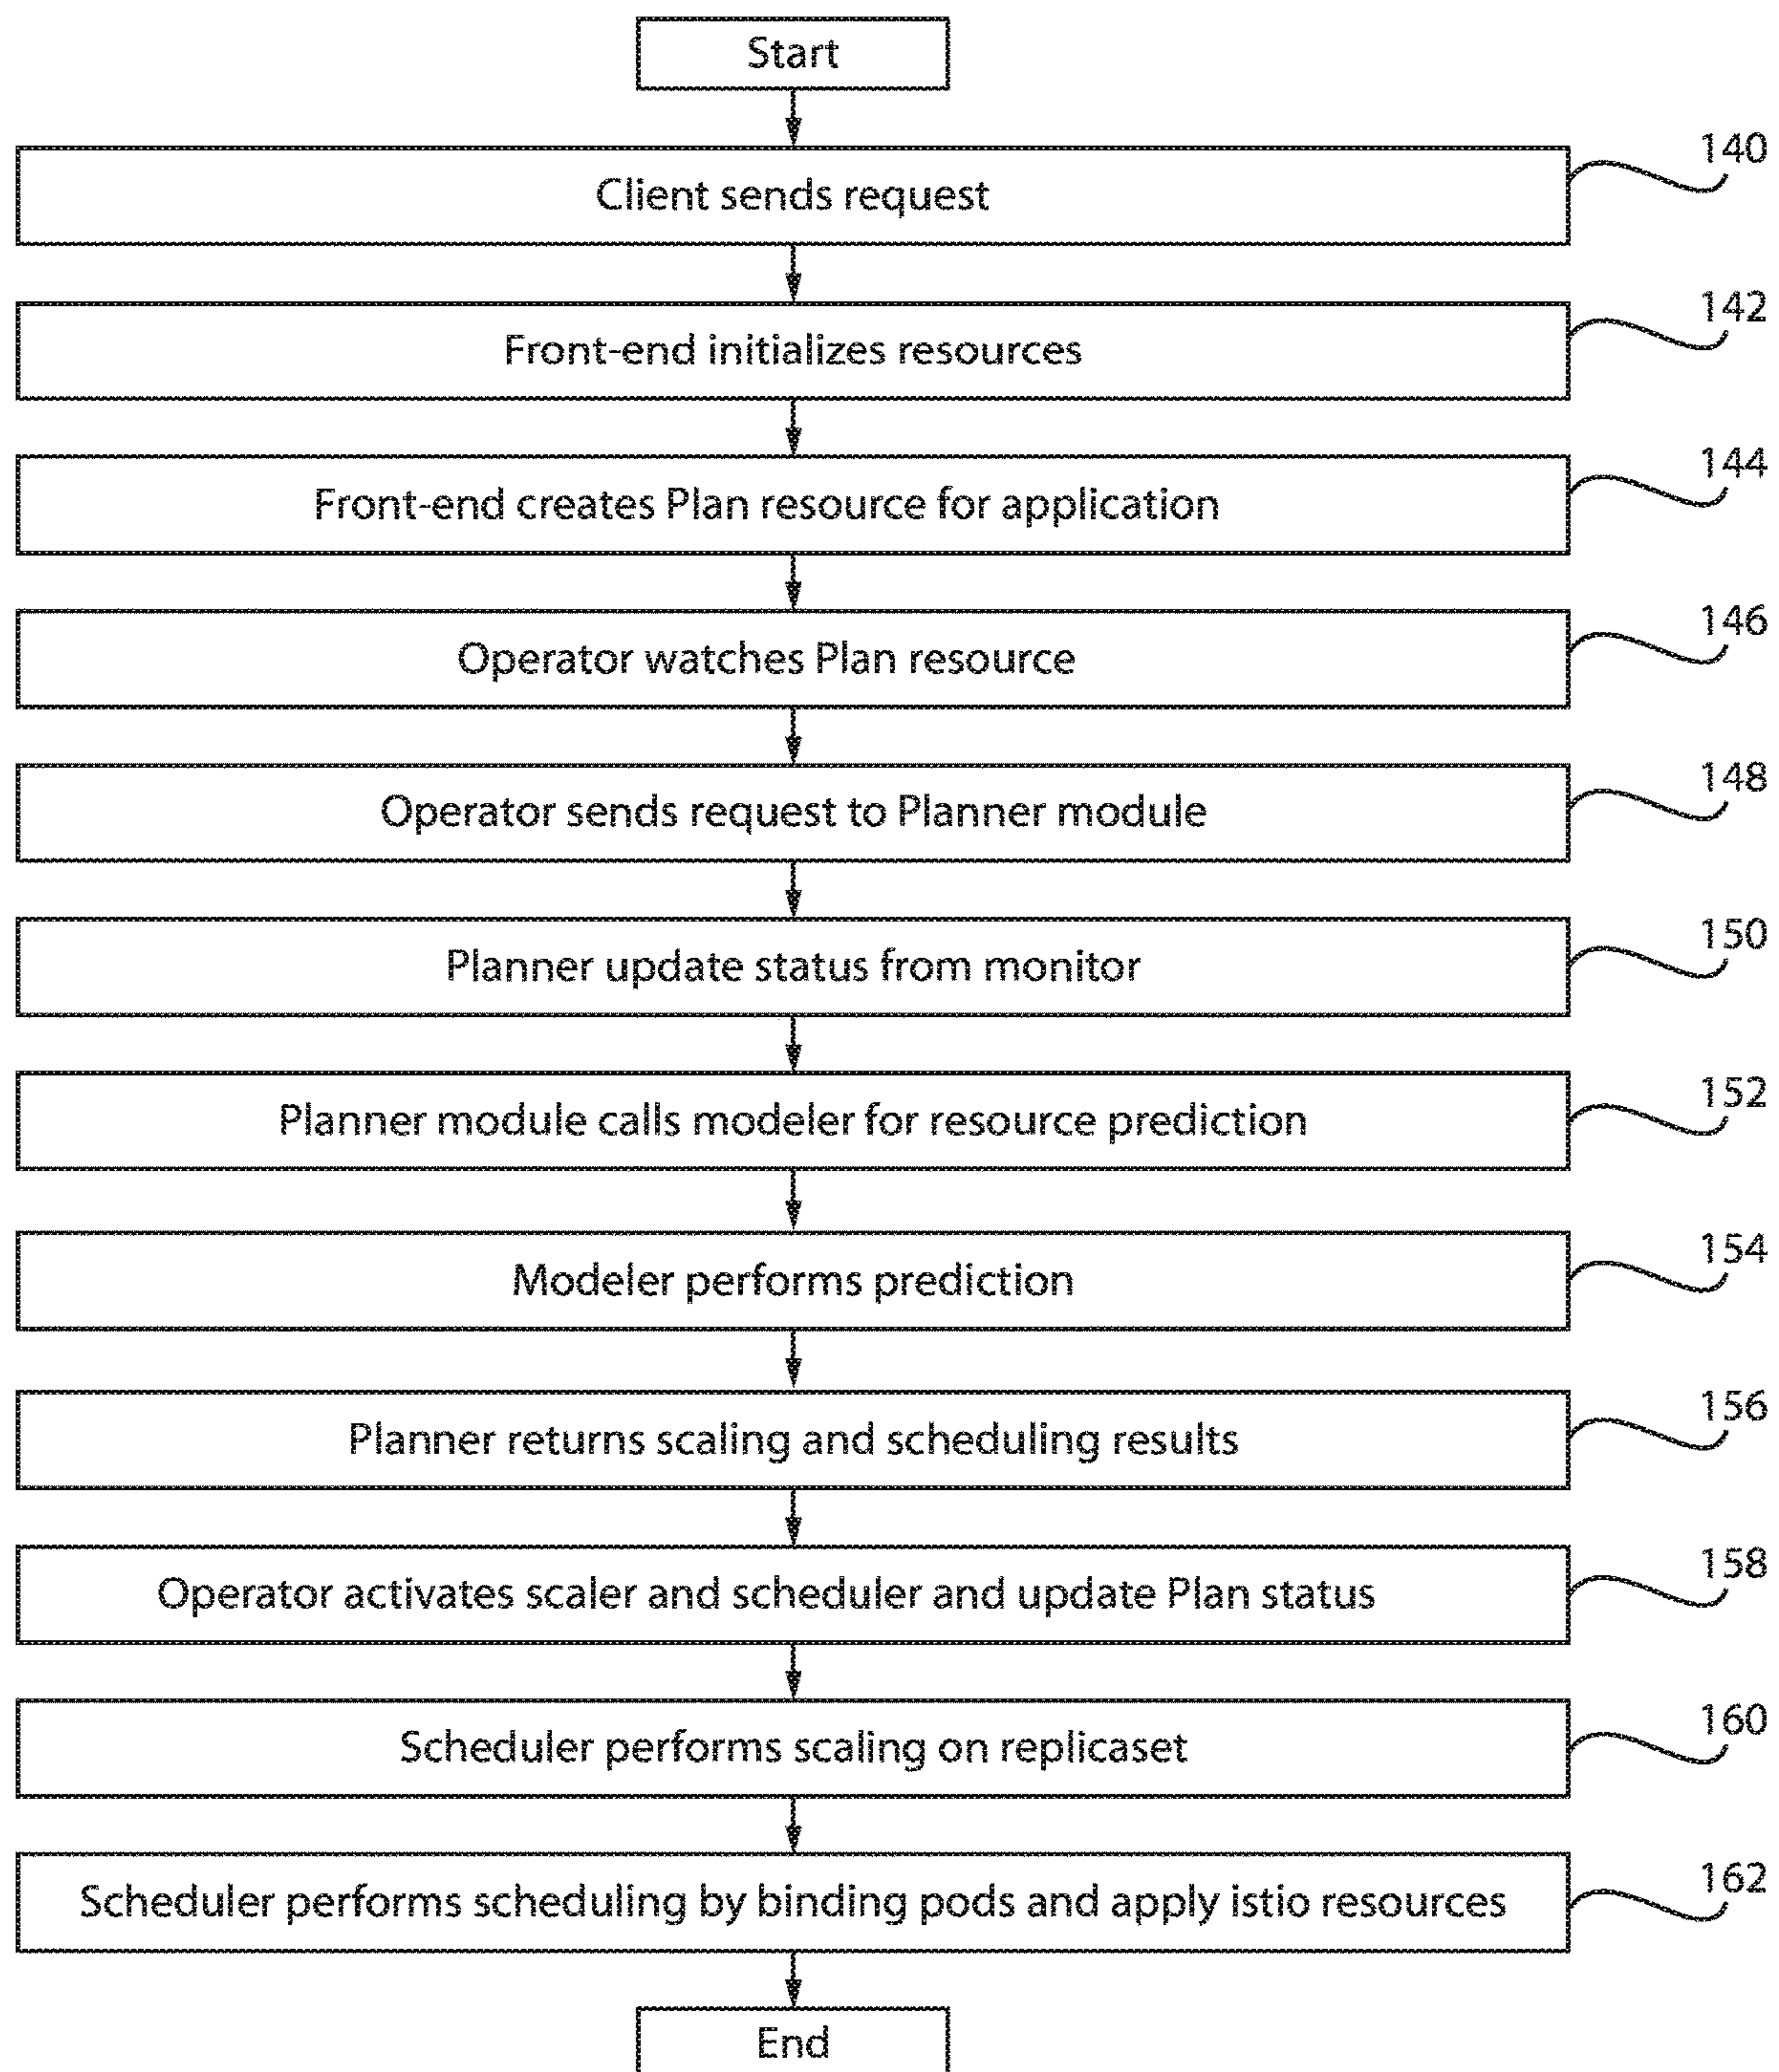 Start
Client sends request
140
Front-end initializes resources
142
Front-end creates Plan resource for application
144
Operator watches Plan resource
146
Operator sends request to Planner module
148
Planner update status from monitor
150
Planner module calls modeler for resource prediction
152
Modeler performs prediction
154
Planner returns scaling and scheduling results
156
Operator activates scaler and scheduler and update Plan status
158
Scheduler performs scaling on replicaset
160
Scheduler performs scheduling by binding pods and apply istio resources
162
End